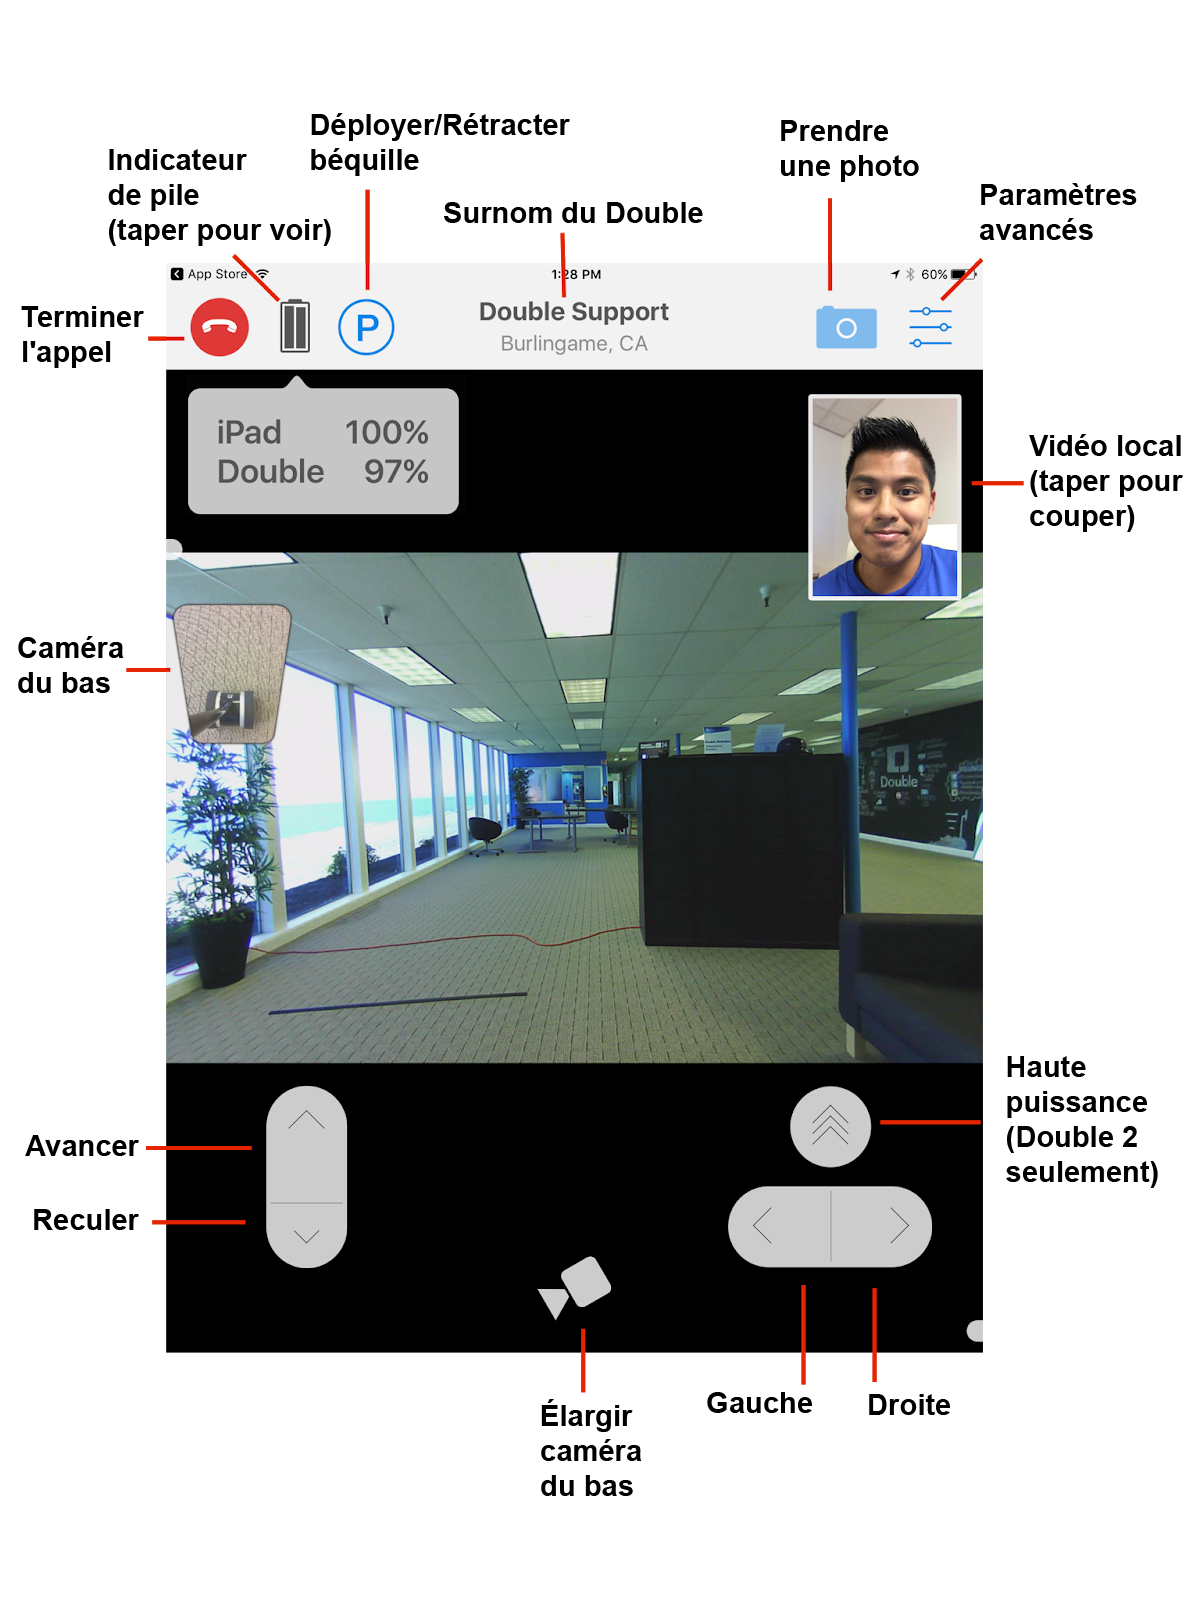 Déployer/Rétracter
béquille
Prendre
une photo
Indicateur
de pile
(taper pour voir)
Surnom du Double
Paramètres
avancés
App Store
1:28 PM
60%
Terminer
l'appel
P
Double Support
Burlingame, CA
iPad 100%
Double 97%
Vidéo local
(taper pour
couper)
Caméra
du bas
Double
Haute
puissance
(Double 2
seulement)
Avancer
Reculer
Gauche
Droite
Élargir
caméra
du bas